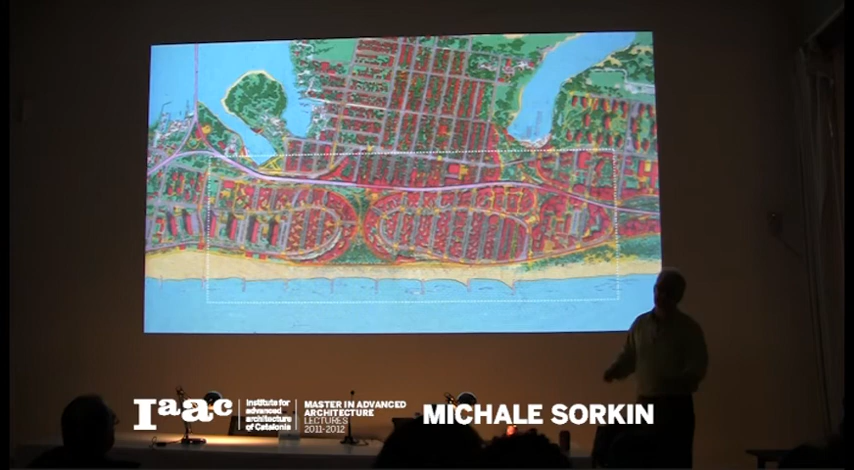 Iaac
Institute for
advanced
architecture
of Catalonia
MASTER IN ADVANCED
ARCHITECTURE
LECTURES
2011-2012
MICHALE SORKIN